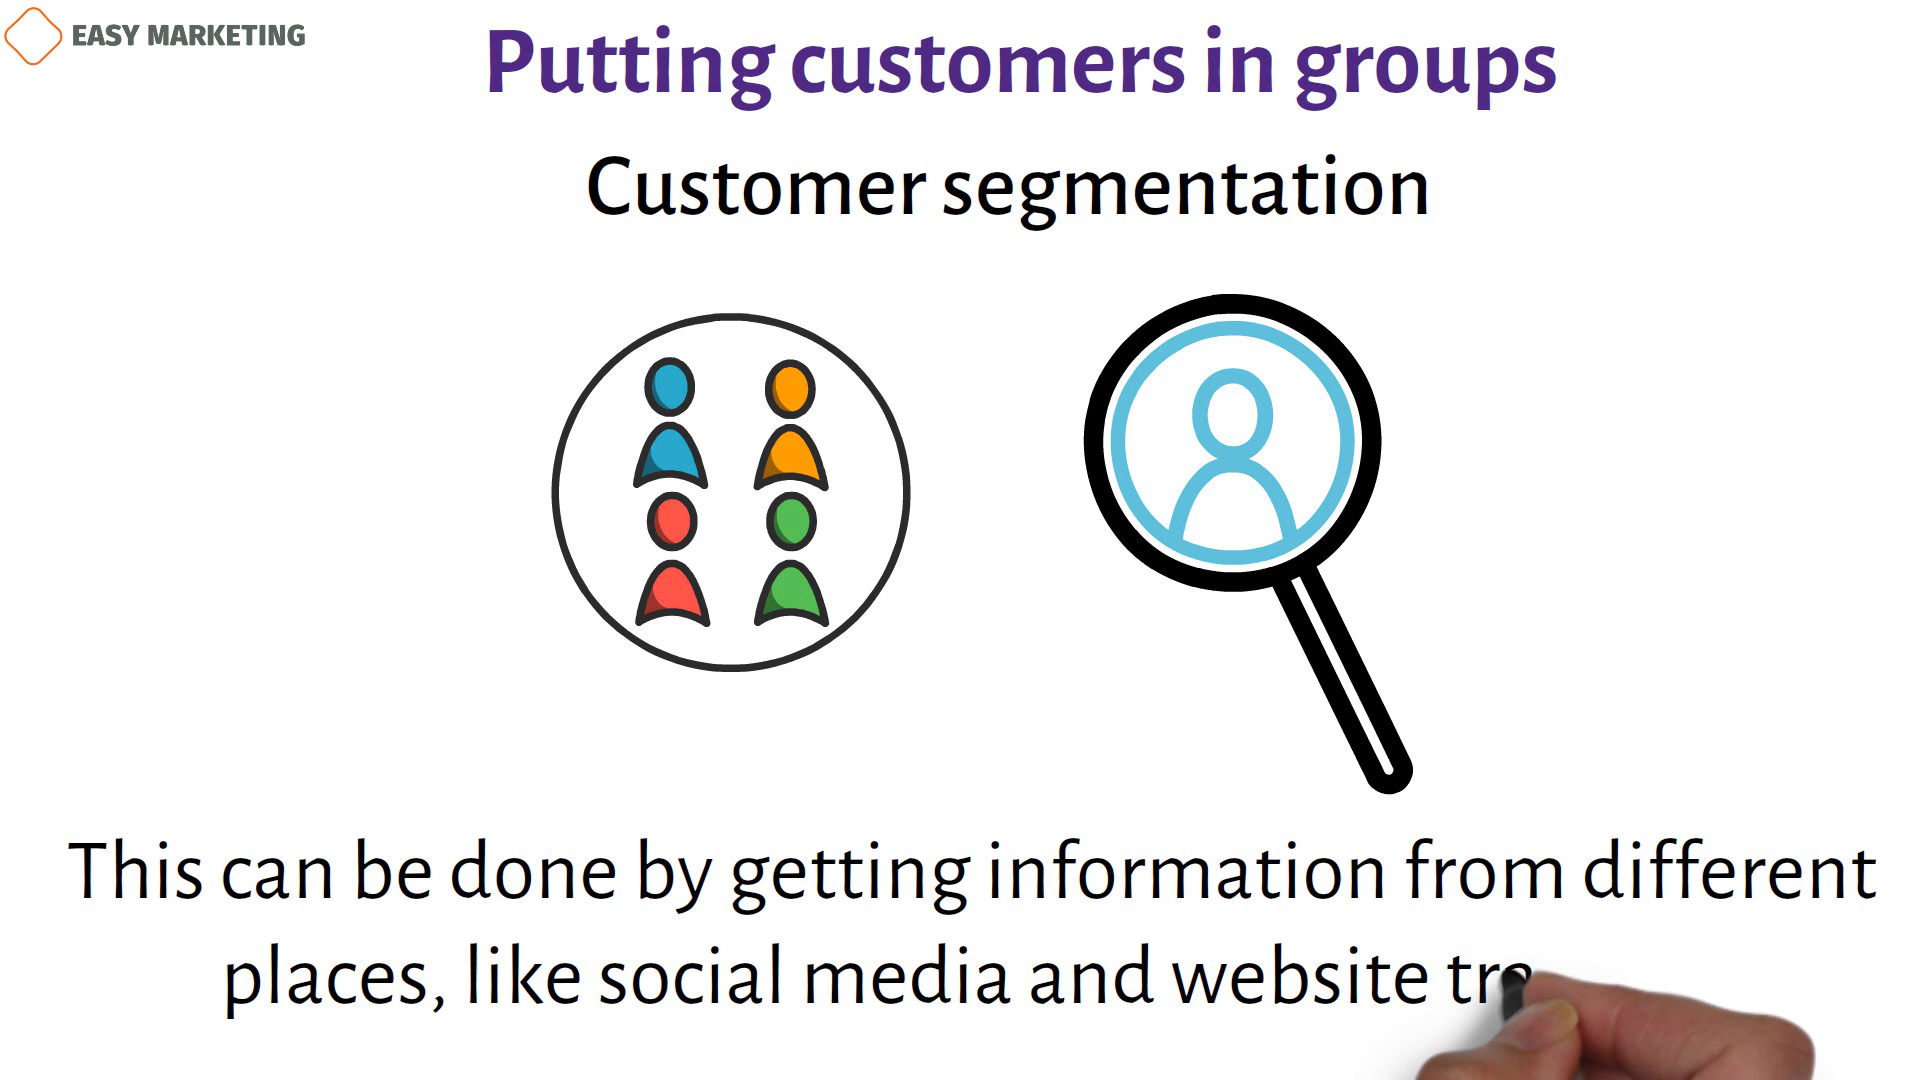 EASY MARKETING
Putting customers in groups
Customer segmentation
This can be done by getting information from different
places, like social media and website